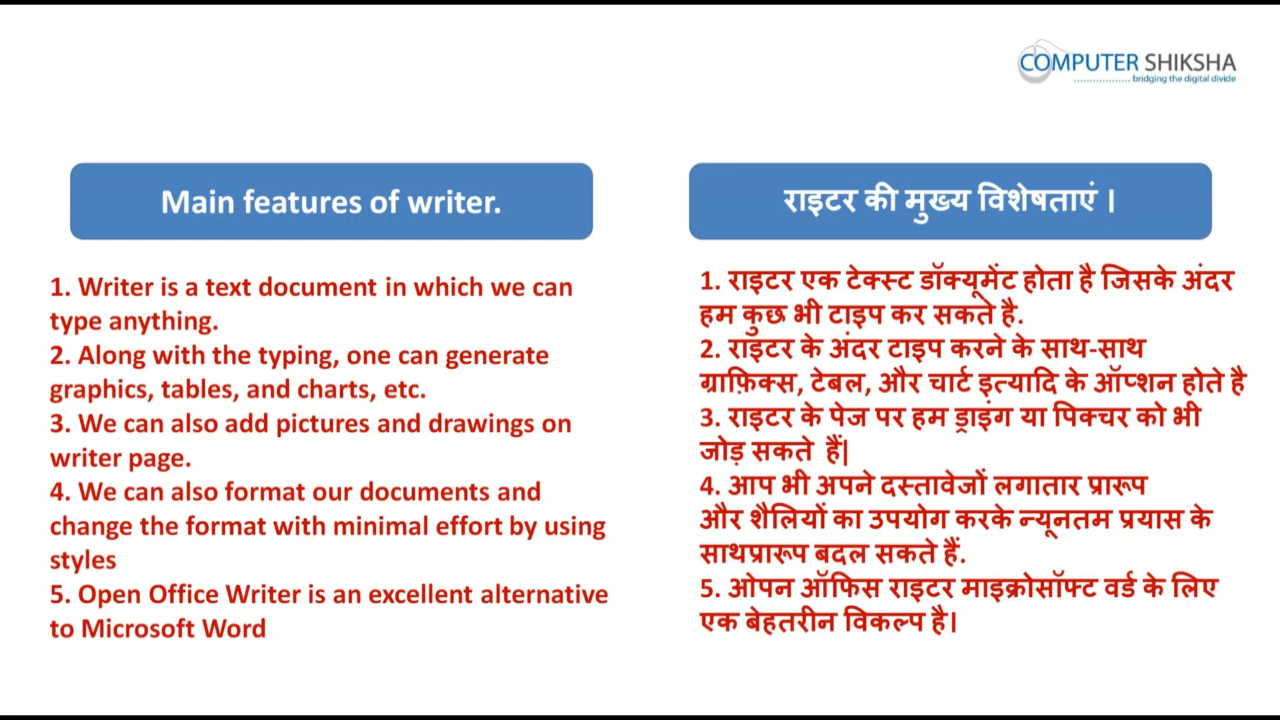 COMPUTER SHIKSHA
bridging the digital divide
Main features of writer.
1. Writer is a text document in which we can
type anything.
2. Along with the typing, one can generate
graphics, tables, and charts, etc.
3. We can also add pictures and drawings on
writer page.
4. We can also format our documents and
change the format with minimal effort by using
styles
5. Open Office Writer is an excellent alternative
to Microsoft Word
राइटर की मुख्य विशेषताएं |
1. राइटर एक टेक्स्ट डॉक्यूमेंट होता है जिसके अंदर
हम कुछ भी टाइप कर सकते है.
2. राइटर के अंदर टाइप करने के साथ-साथ
ग्राफ़िक्स, टेबल, और चार्ट इत्यादि के ऑप्शन होते है
3. राइटर के पेज पर हम ड्राइंग या पिक्चर को भी
जोड़ सकते हैं|
4. आप भी अपने दस्तावेजों लगातार प्रारूप
और शैलियों का उपयोग करके न्यूनतम प्रयास के
साथप्रारूप बदल सकते हैं.
5. ओपन ऑफिस राइटर माइक्रोसॉफ्ट वर्ड के लिए
एक बेहतरीन विकल्प है।